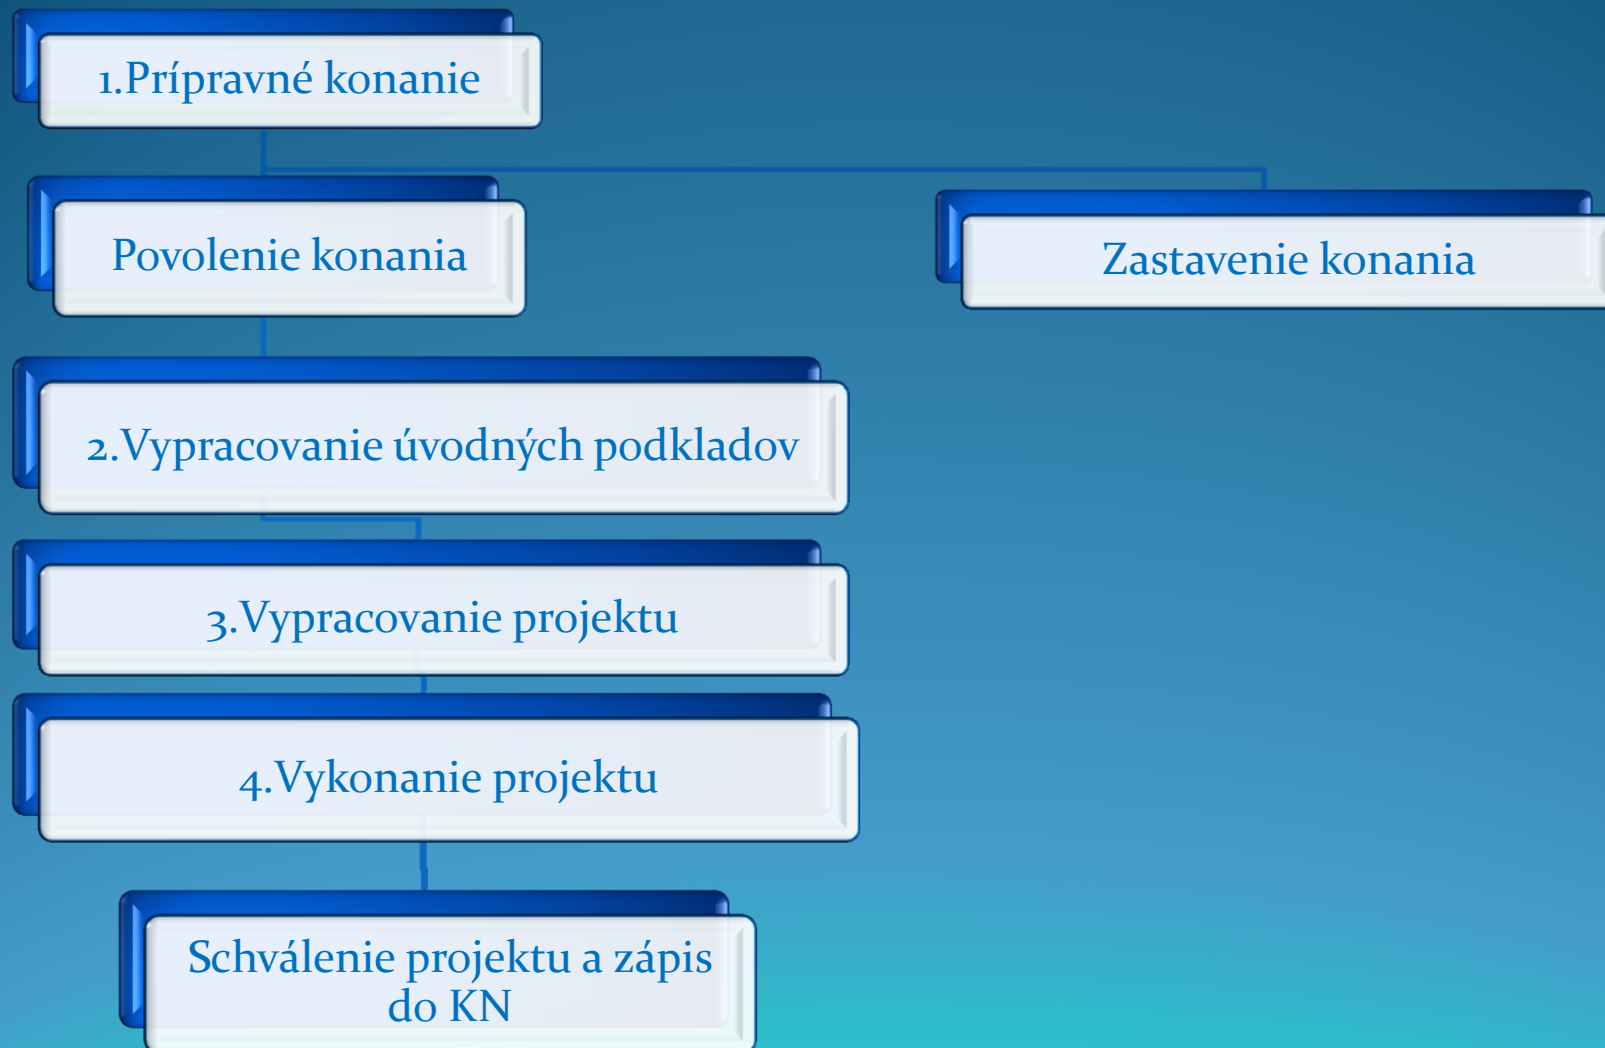 1.Prípravné konanie
Povolenie konania
Zastavenie konania
2.Vypracovanie úvodných podkladov
3.Vypracovanie projektu
4.Vykonanie projektu
Schválenie projektu a zápis
do KN